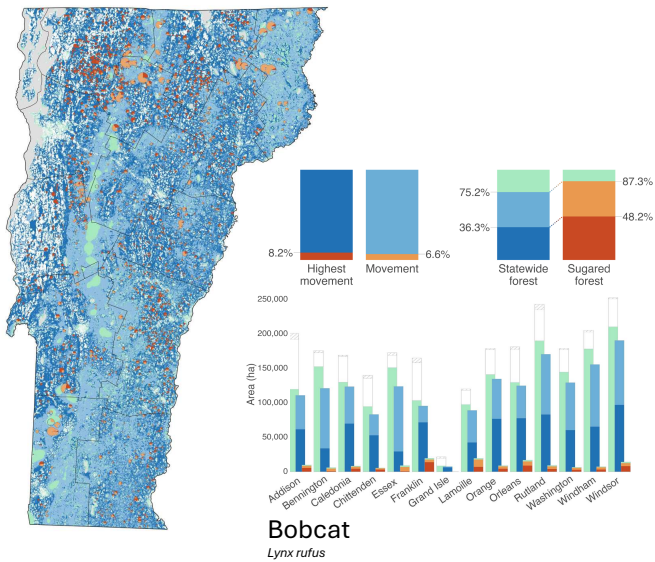 75.2%
36.3%
87.3%
48.2%
8.2%
6.6%
Highest
movement
Movement
Statewide
forest
Sugared
forest
250,000
200,000
150,000
100,000
50,000
0
Area (ha)
Addison
Bennington
Caledonia
Chittenden
Essex
Franklin
Grand Isle
Lamoille
Orange
Orleans
Rutland
Washington
Windham
Windsor
Bobcat
Lynx rufus